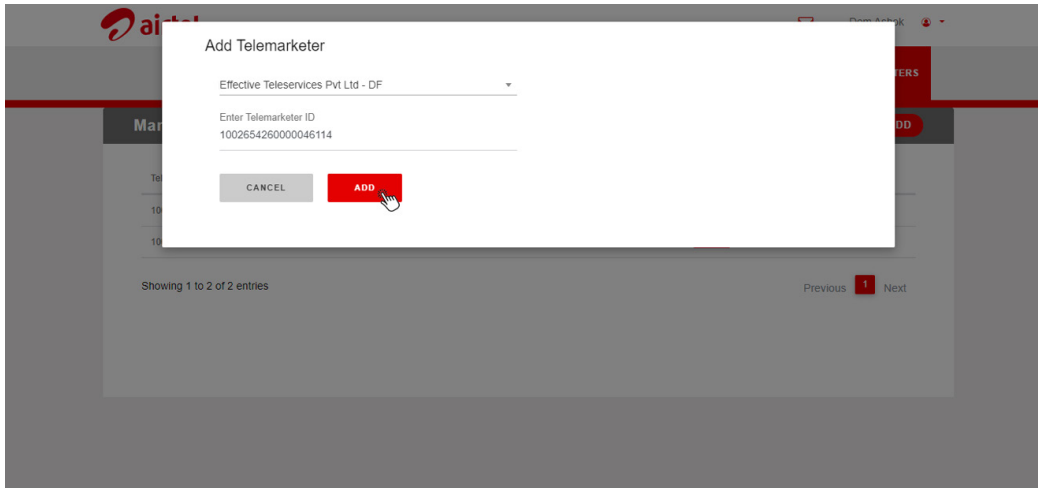 Add Telemarketer
Effective Teleservices Pvt Ltd - DF
Enter Telemarketer ID
1002654260000046114
CANCEL
ADD
Showing 1 to 2 of 2 entries
Previous 1 Next